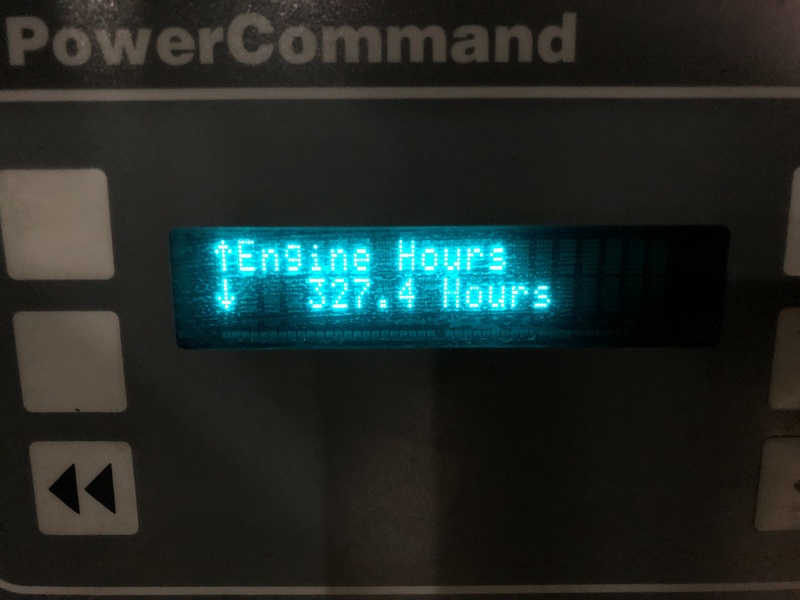 PowerCommand
↑Engine Hours
↓ 327.4 Hours